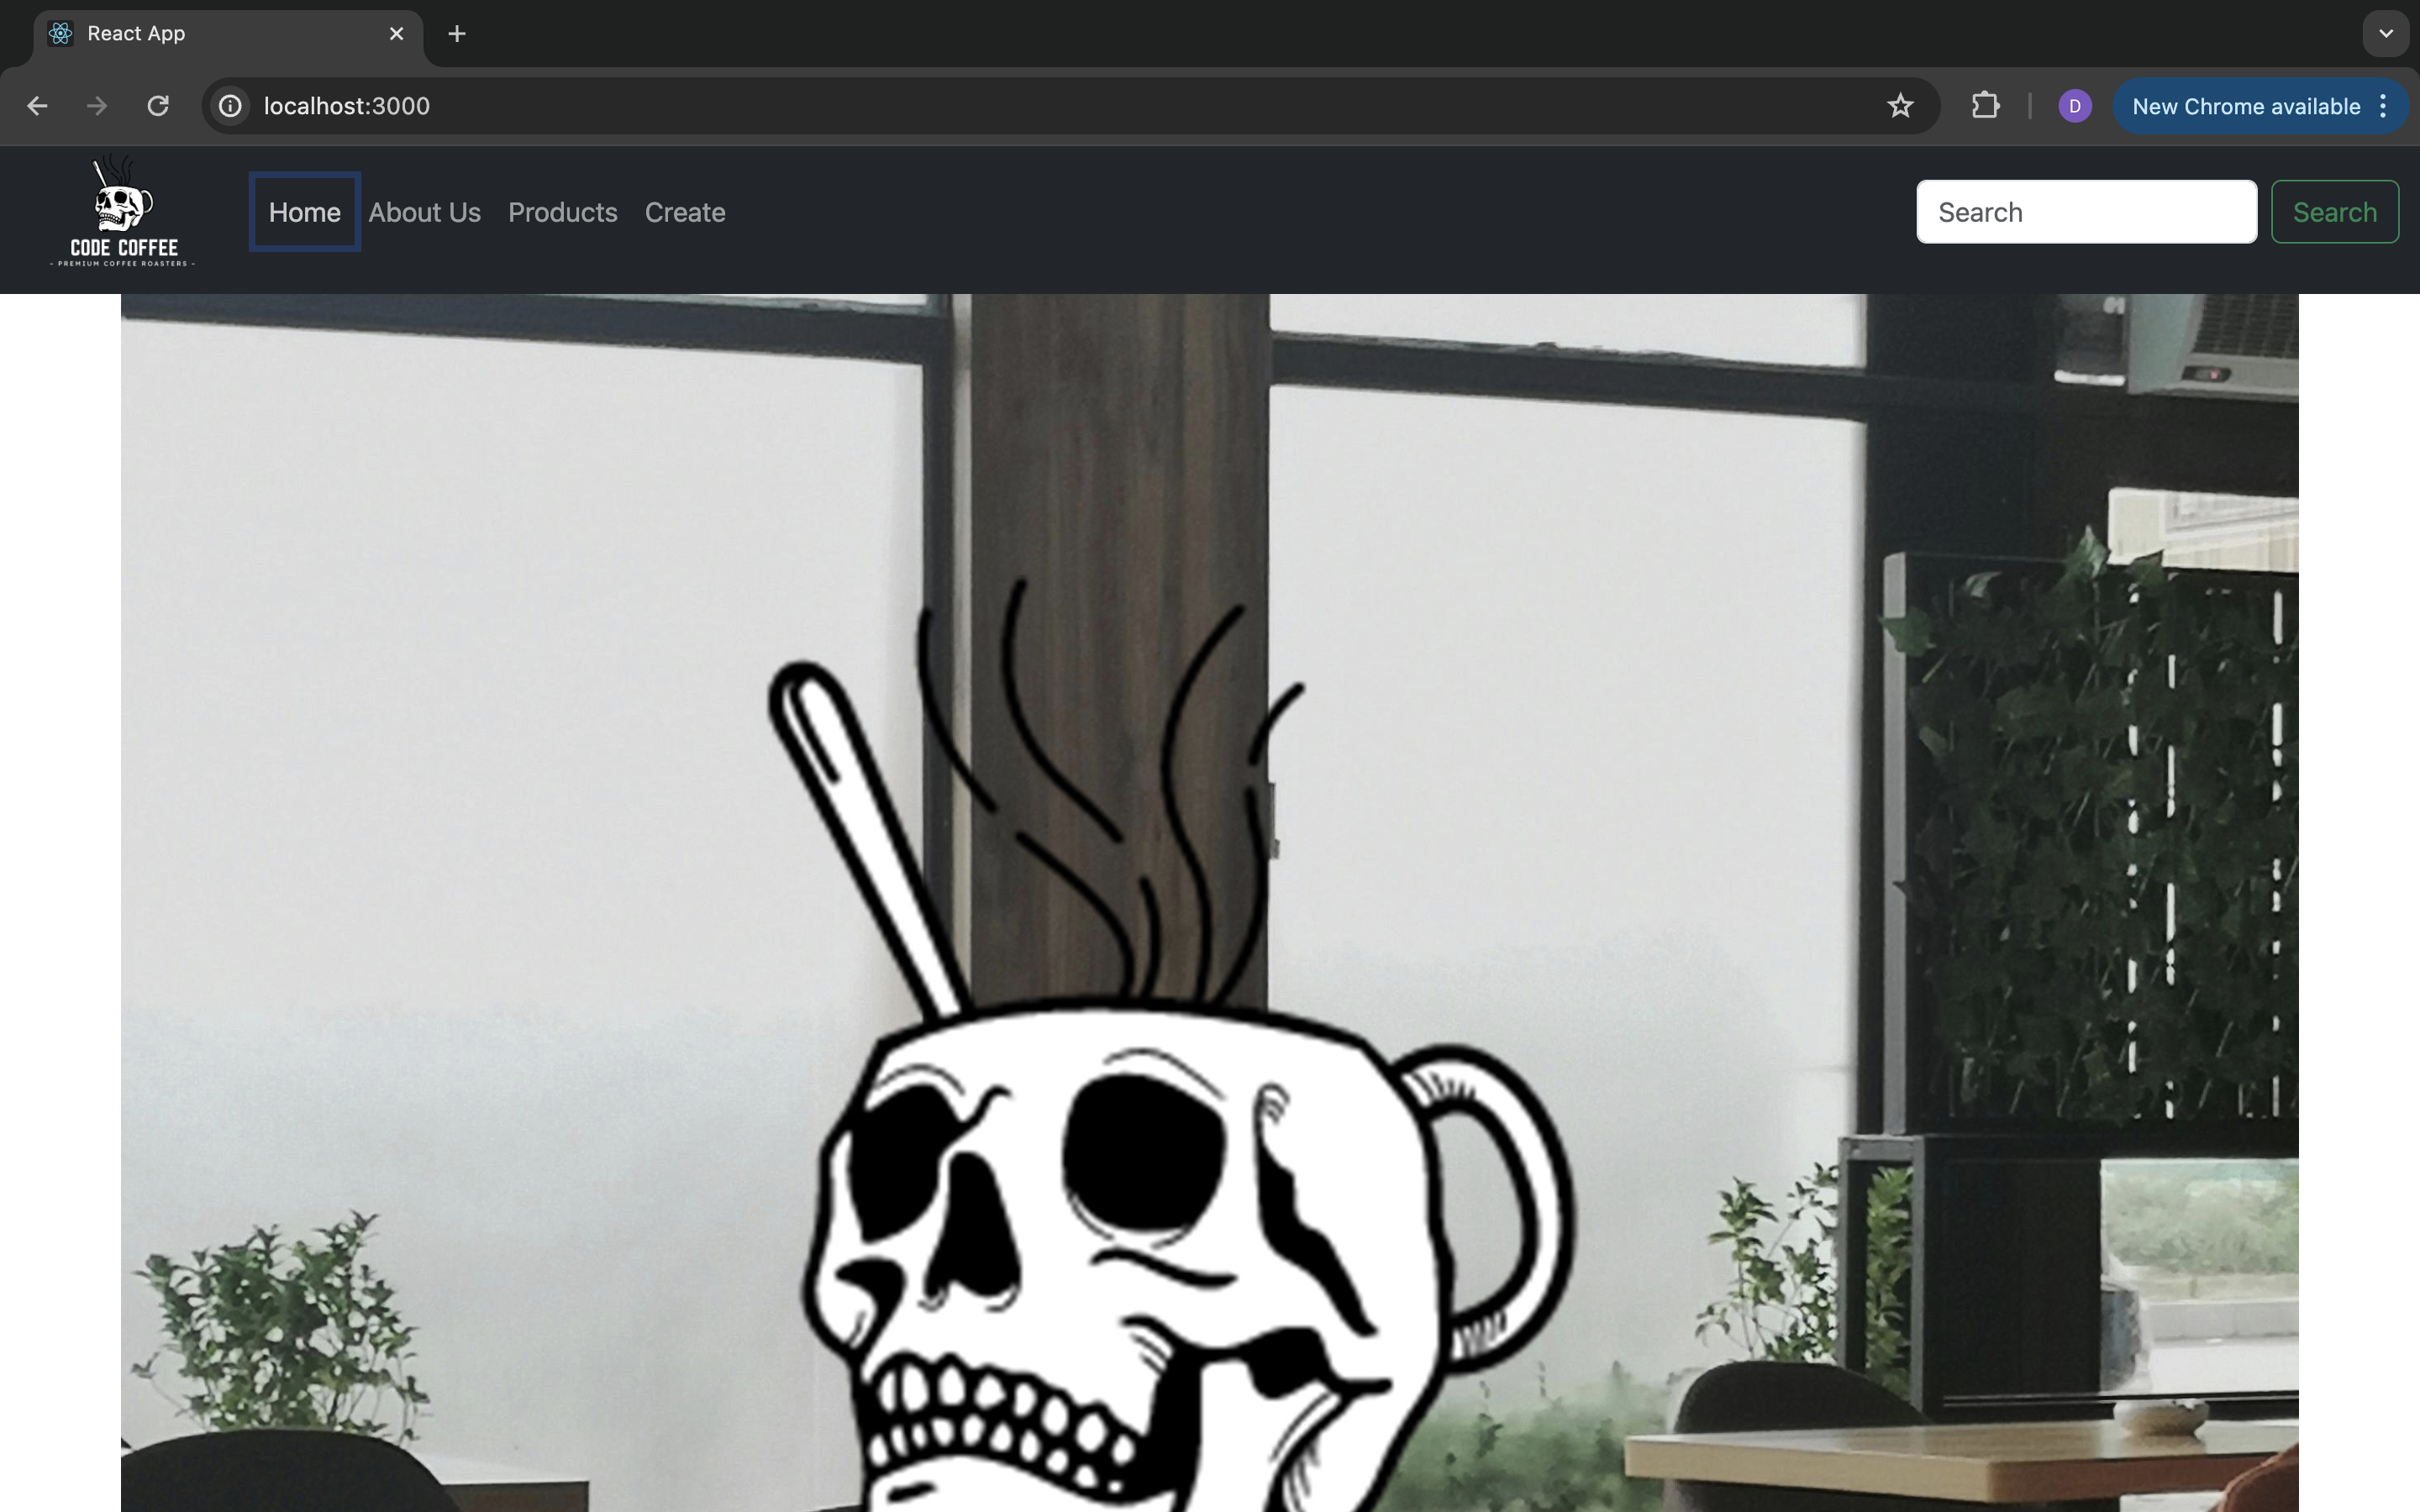 React App
localhost:3000
D
New Chrome available
CODE COFFEE
- PREMIUM COFFEE ROASTERS -
Home
About Us
Products
Create
Search
Search